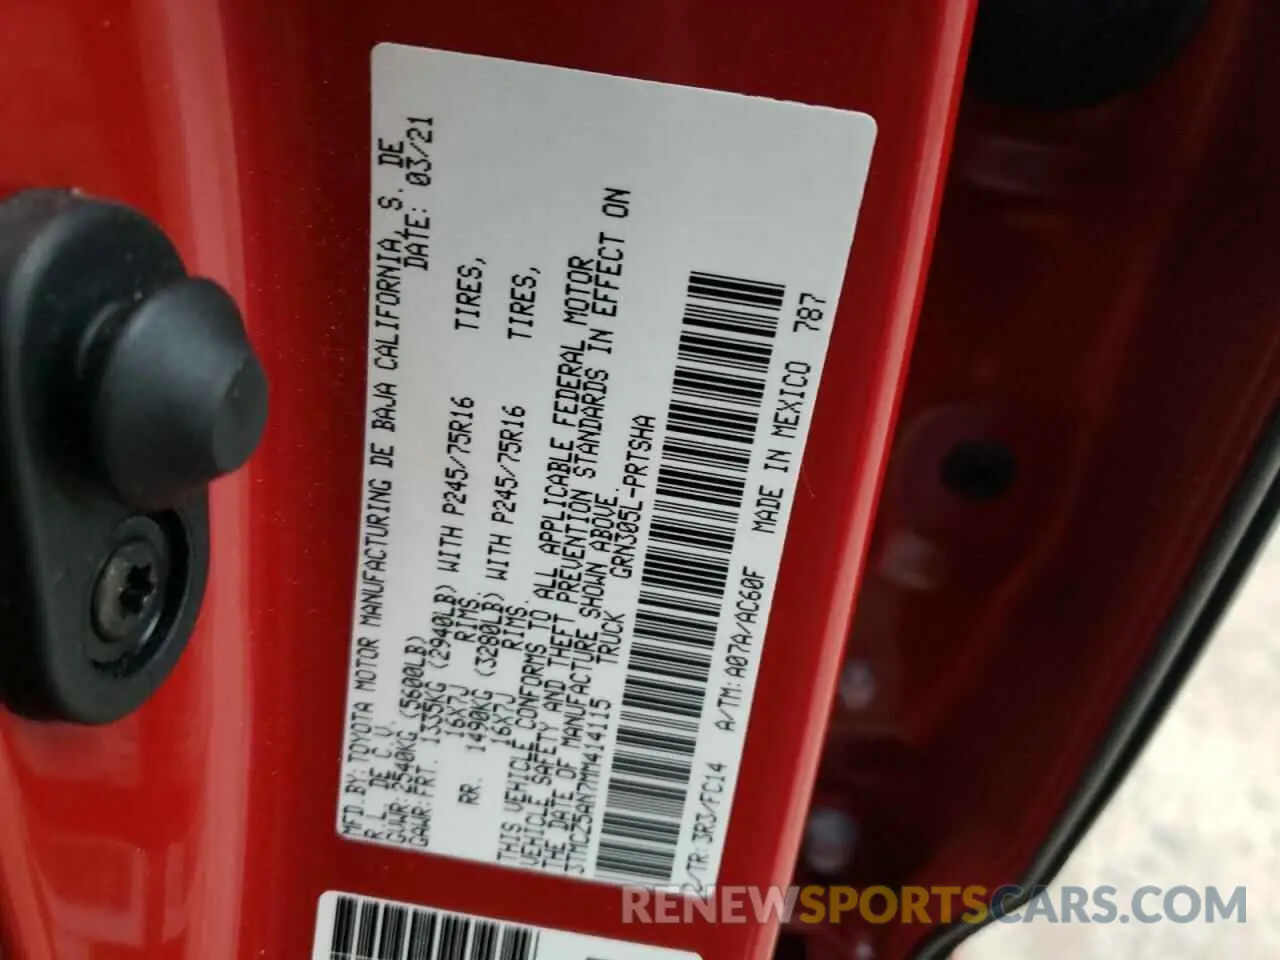 MFD BY: TOYOTA MOTOR MANUFACTURING DE BAJA CALIFORNIA, S. DE
R.L. DE C.V. DATE: 03/21
GVWR: 2540KG (5600LB)
GAWR: FRT. 1335KG (2940LB) WITH P245/75R16 TIRES,
16X7J RIMS
RR. 1490KG (3280LB) WITH P245/75R16 TIRES,
16X7J RIMS.
THIS VEHICLE CONFORMS TO ALL APPLICABLE FEDERAL MOTOR
VEHICLE SAFETY AND THEFT PREVENTION STANDARDS IN EFFECT ON
THE DATE OF MANUFACTURE SHOWN ABOVE.
3TMCZ5AN7MM414115 TRUCK GRN305L-PRTSHA
C/TR:3R3/FC14 A/TM:A07A/AC60F MADE IN MEXICO 787
RENEWSPORTSCARS.COM